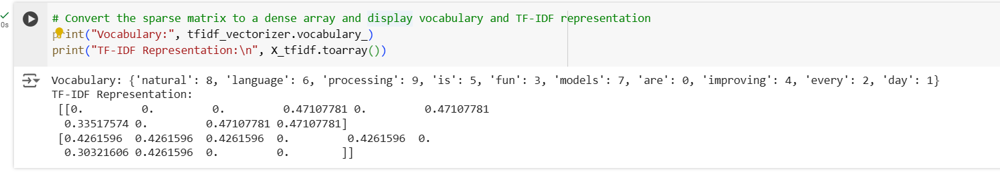 # Convert the sparse matrix to a dense array and display vocabulary and TF-IDF representation
0s
print("Vocabulary:", tfidf_vectorizer.vocabulary_)
print("TF-IDF Representation:\n", X_tfidf.toarray())
Vocabulary: {'natural': 8, 'language': 6, 'processing': 9, 'is': 5, 'fun': 3, 'models': 7, 'are': 0, 'improving': 4, 'every': 2, 'day': 1}
TF-IDF Representation:
[[0. 0. 0. 0.47107781 0. 0.47107781
0.33517574 0. 0.47107781 0.47107781]
[0.4261596 0.4261596 0.4261596 0. 0.4261596 0.
0.30321606 0.4261596 0. 0. ]]